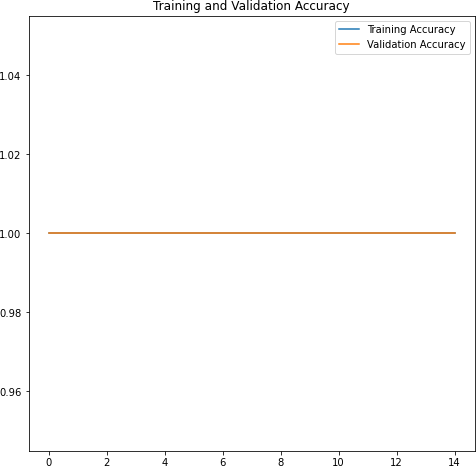 Training and Validation Accuracy
Training Accuracy
Validation Accuracy
1.04
1.02
1.00
0.98
0.96
0 2 4 6 8 10 12 14